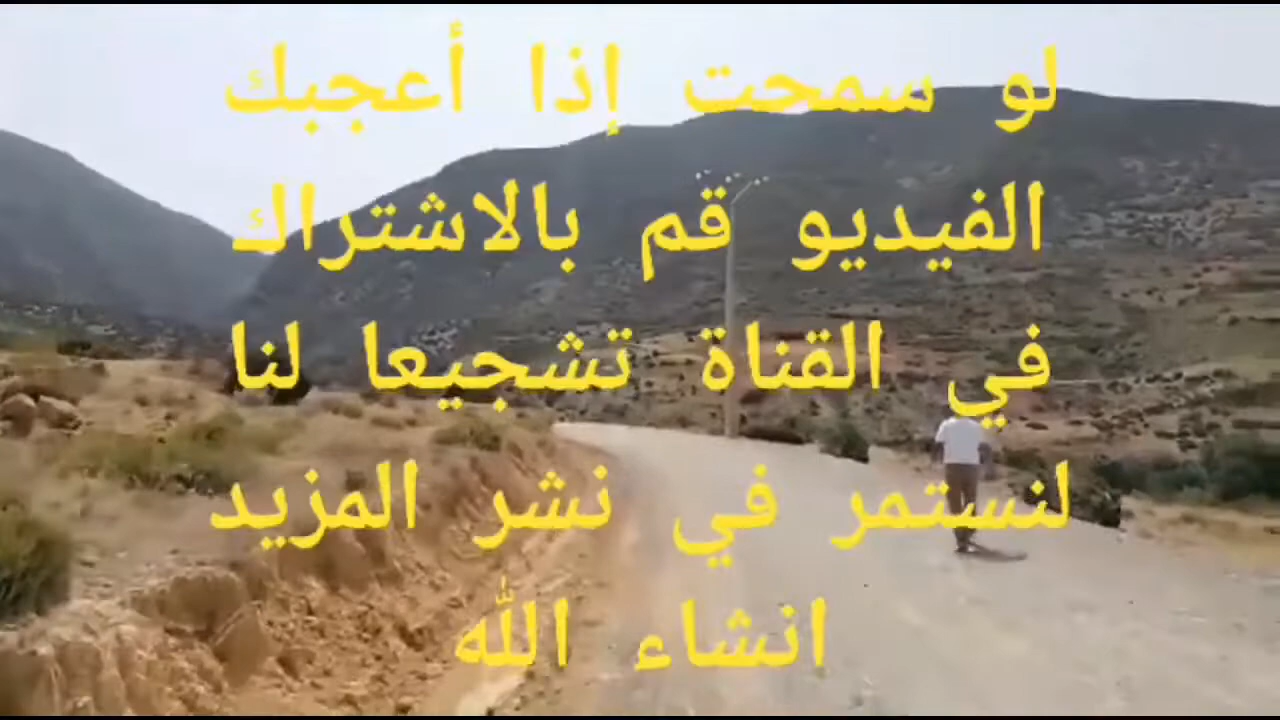 لو سمحت إذا أعجبك
الفيديو قم بالاشتراك
في القناة تشجيعا لنا
لنستمر في نشر المزيد
انشاء الله